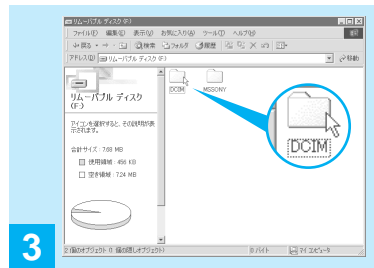 リムーバブル ディスク (F:)
ファイル(F) 編集(E) 表示(V) お気に入り(A) ツール(T) ヘルプ(H)
戻る 検索 フォルダ 履歴
アドレス(D) リムーバブル ディスク (F:) 移動
リムーバブル ディスク
(F:)
DCIM MSSONY
アイコンを選択すると、その説明が表
示されます。
合計サイズ: 7.68 MB
使用領域: 456 KB
空き領域: 7.24 MB
DCIM
2 個のオブジェクト (1 個の隠しオブジェクト) 0 バイト マイ コンピュータ
3